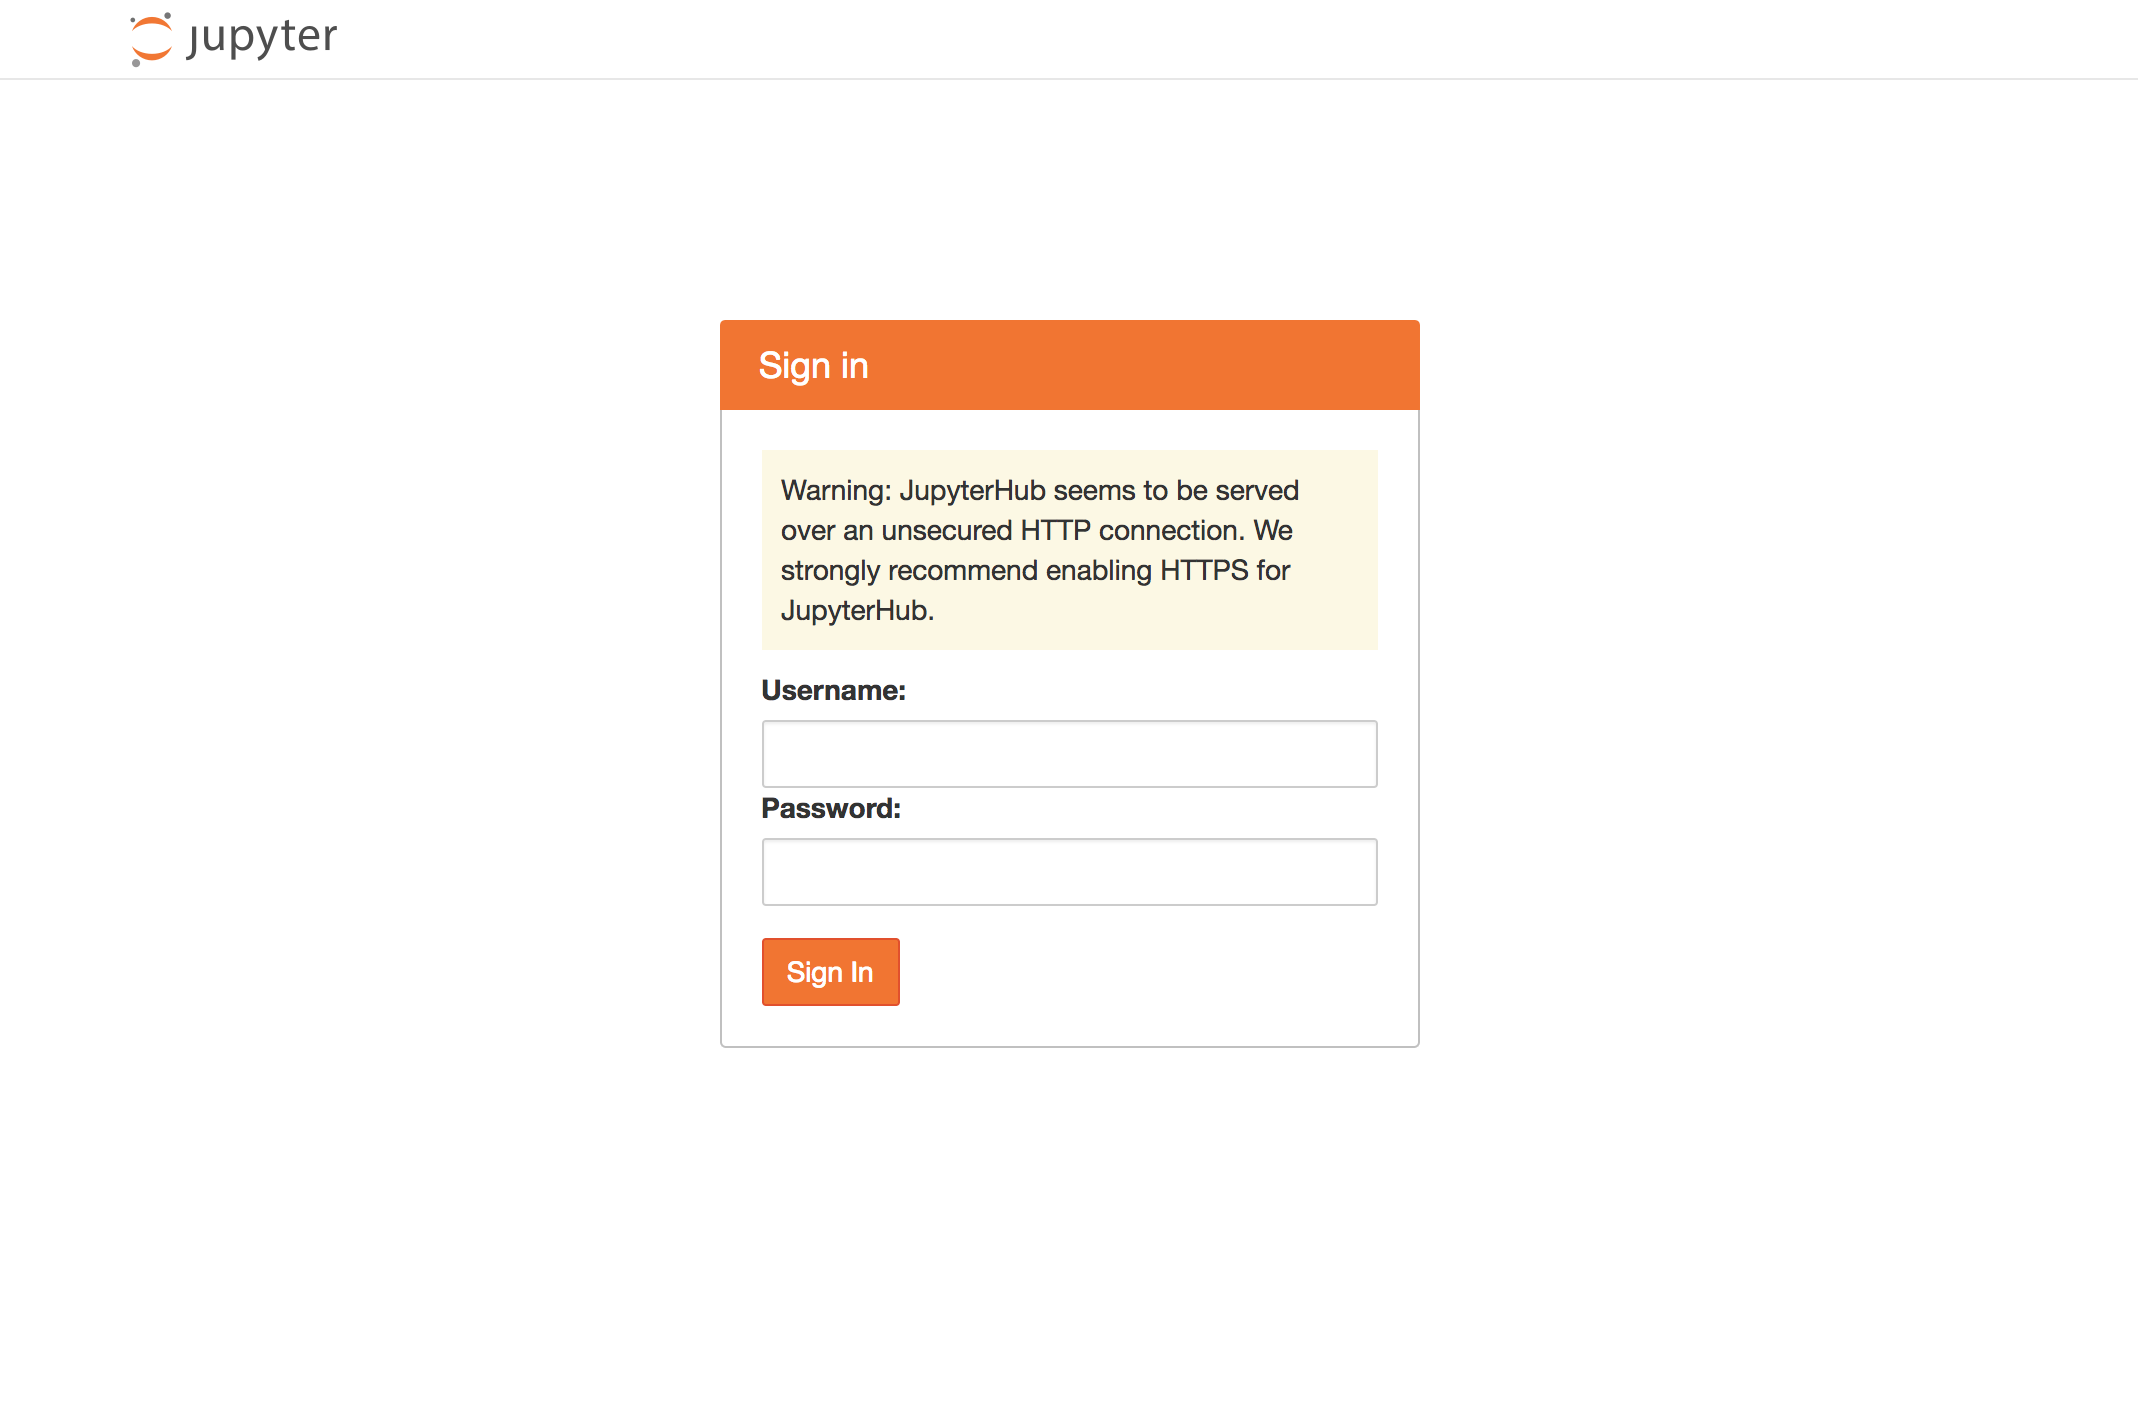 jupyter
Sign in
Warning: JupyterHub seems to be served
over an unsecured HTTP connection. We
strongly recommend enabling HTTPS for
JupyterHub.
Username:
Password:
Sign In